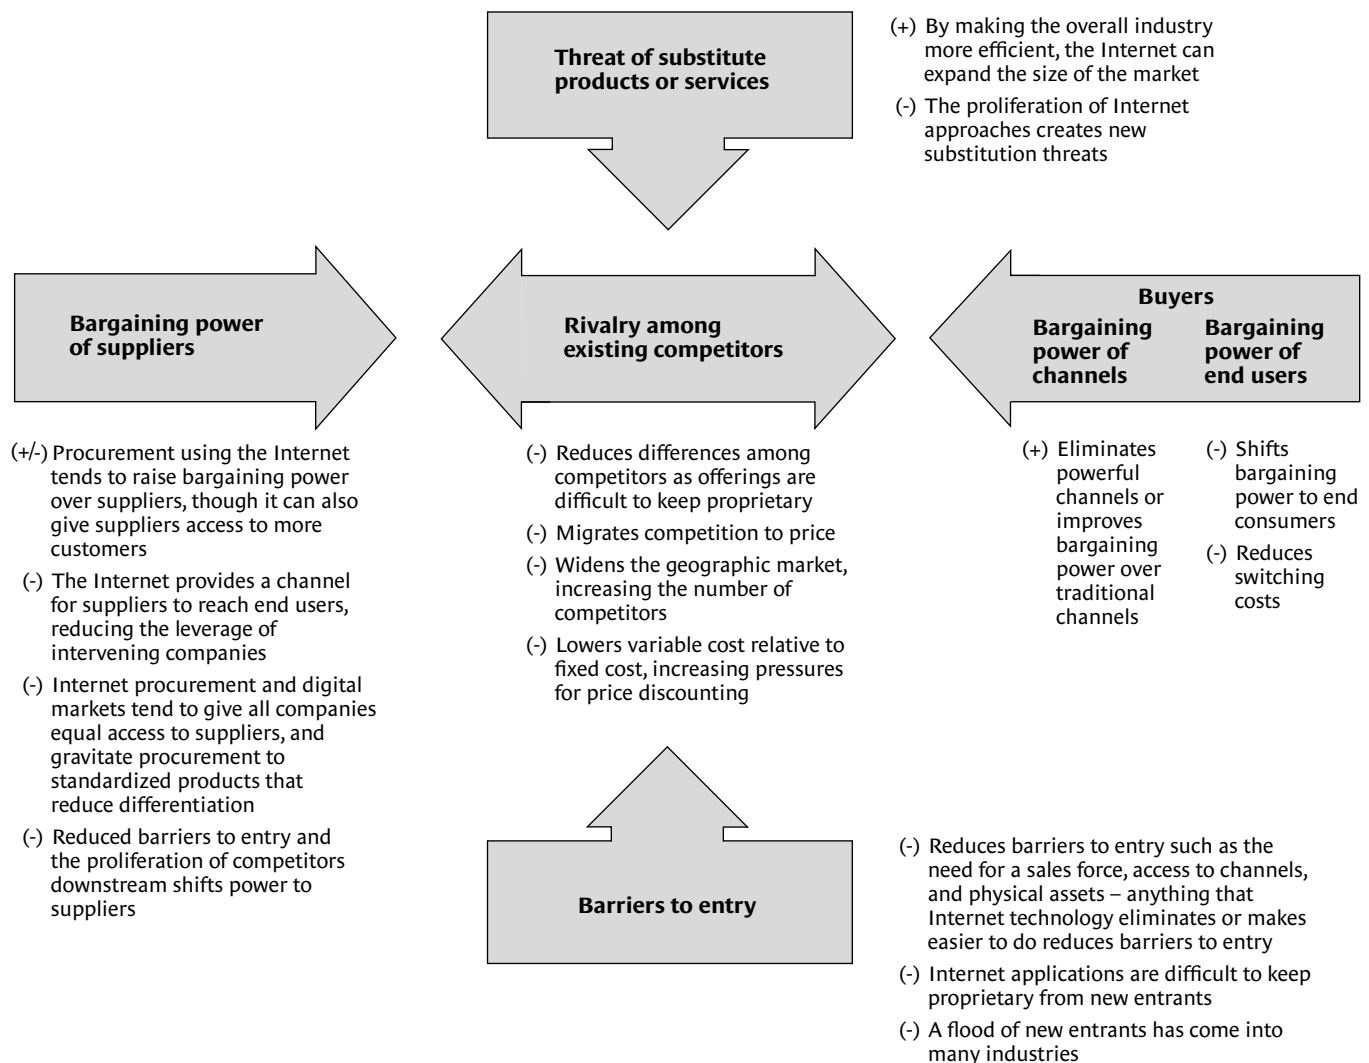 Threat of substitute
products or services
(+) By making the overall industry
more efficient, the Internet can
expand the size of the market
(-) The proliferation of Internet
approaches creates new
substitution threats
Bargaining power
of suppliers
Rivalry among
existing competitors
Buyers
Bargaining
power of
channels
Bargaining
power of
end users
(+/-) Procurement using the Internet
tends to raise bargaining power
over suppliers, though it can also
give suppliers access to more
customers
(-) The Internet provides a channel
for suppliers to reach end users,
reducing the leverage of
intervening companies
(-) Internet procurement and digital
markets tend to give all companies
equal access to suppliers, and
gravitate procurement to
standardized products that
reduce differentiation
(-) Reduced barriers to entry and
the proliferation of competitors
downstream shifts power to
suppliers
(-) Reduces differences among
competitors as offerings are
difficult to keep proprietary
(-) Migrates competition to price
(-) Widens the geographic market,
increasing the number of
competitors
(-) Lowers variable cost relative to
fixed cost, increasing pressures
for price discounting
(+) Eliminates
powerful
channels or
improves
bargaining
power over
traditional
channels
(-) Shifts
bargaining
power to end
consumers
(-) Reduces
switching
costs
Barriers to entry
(-) Reduces barriers to entry such as the
need for a sales force, access to channels,
and physical assets – anything that
Internet technology eliminates or makes
easier to do reduces barriers to entry
(-) Internet applications are difficult to keep
proprietary from new entrants
(-) A flood of new entrants has come into
many industries